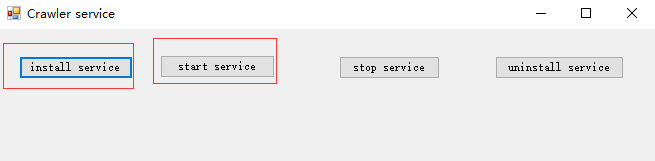 Crawler service
install service
start service
stop service
uninstall service